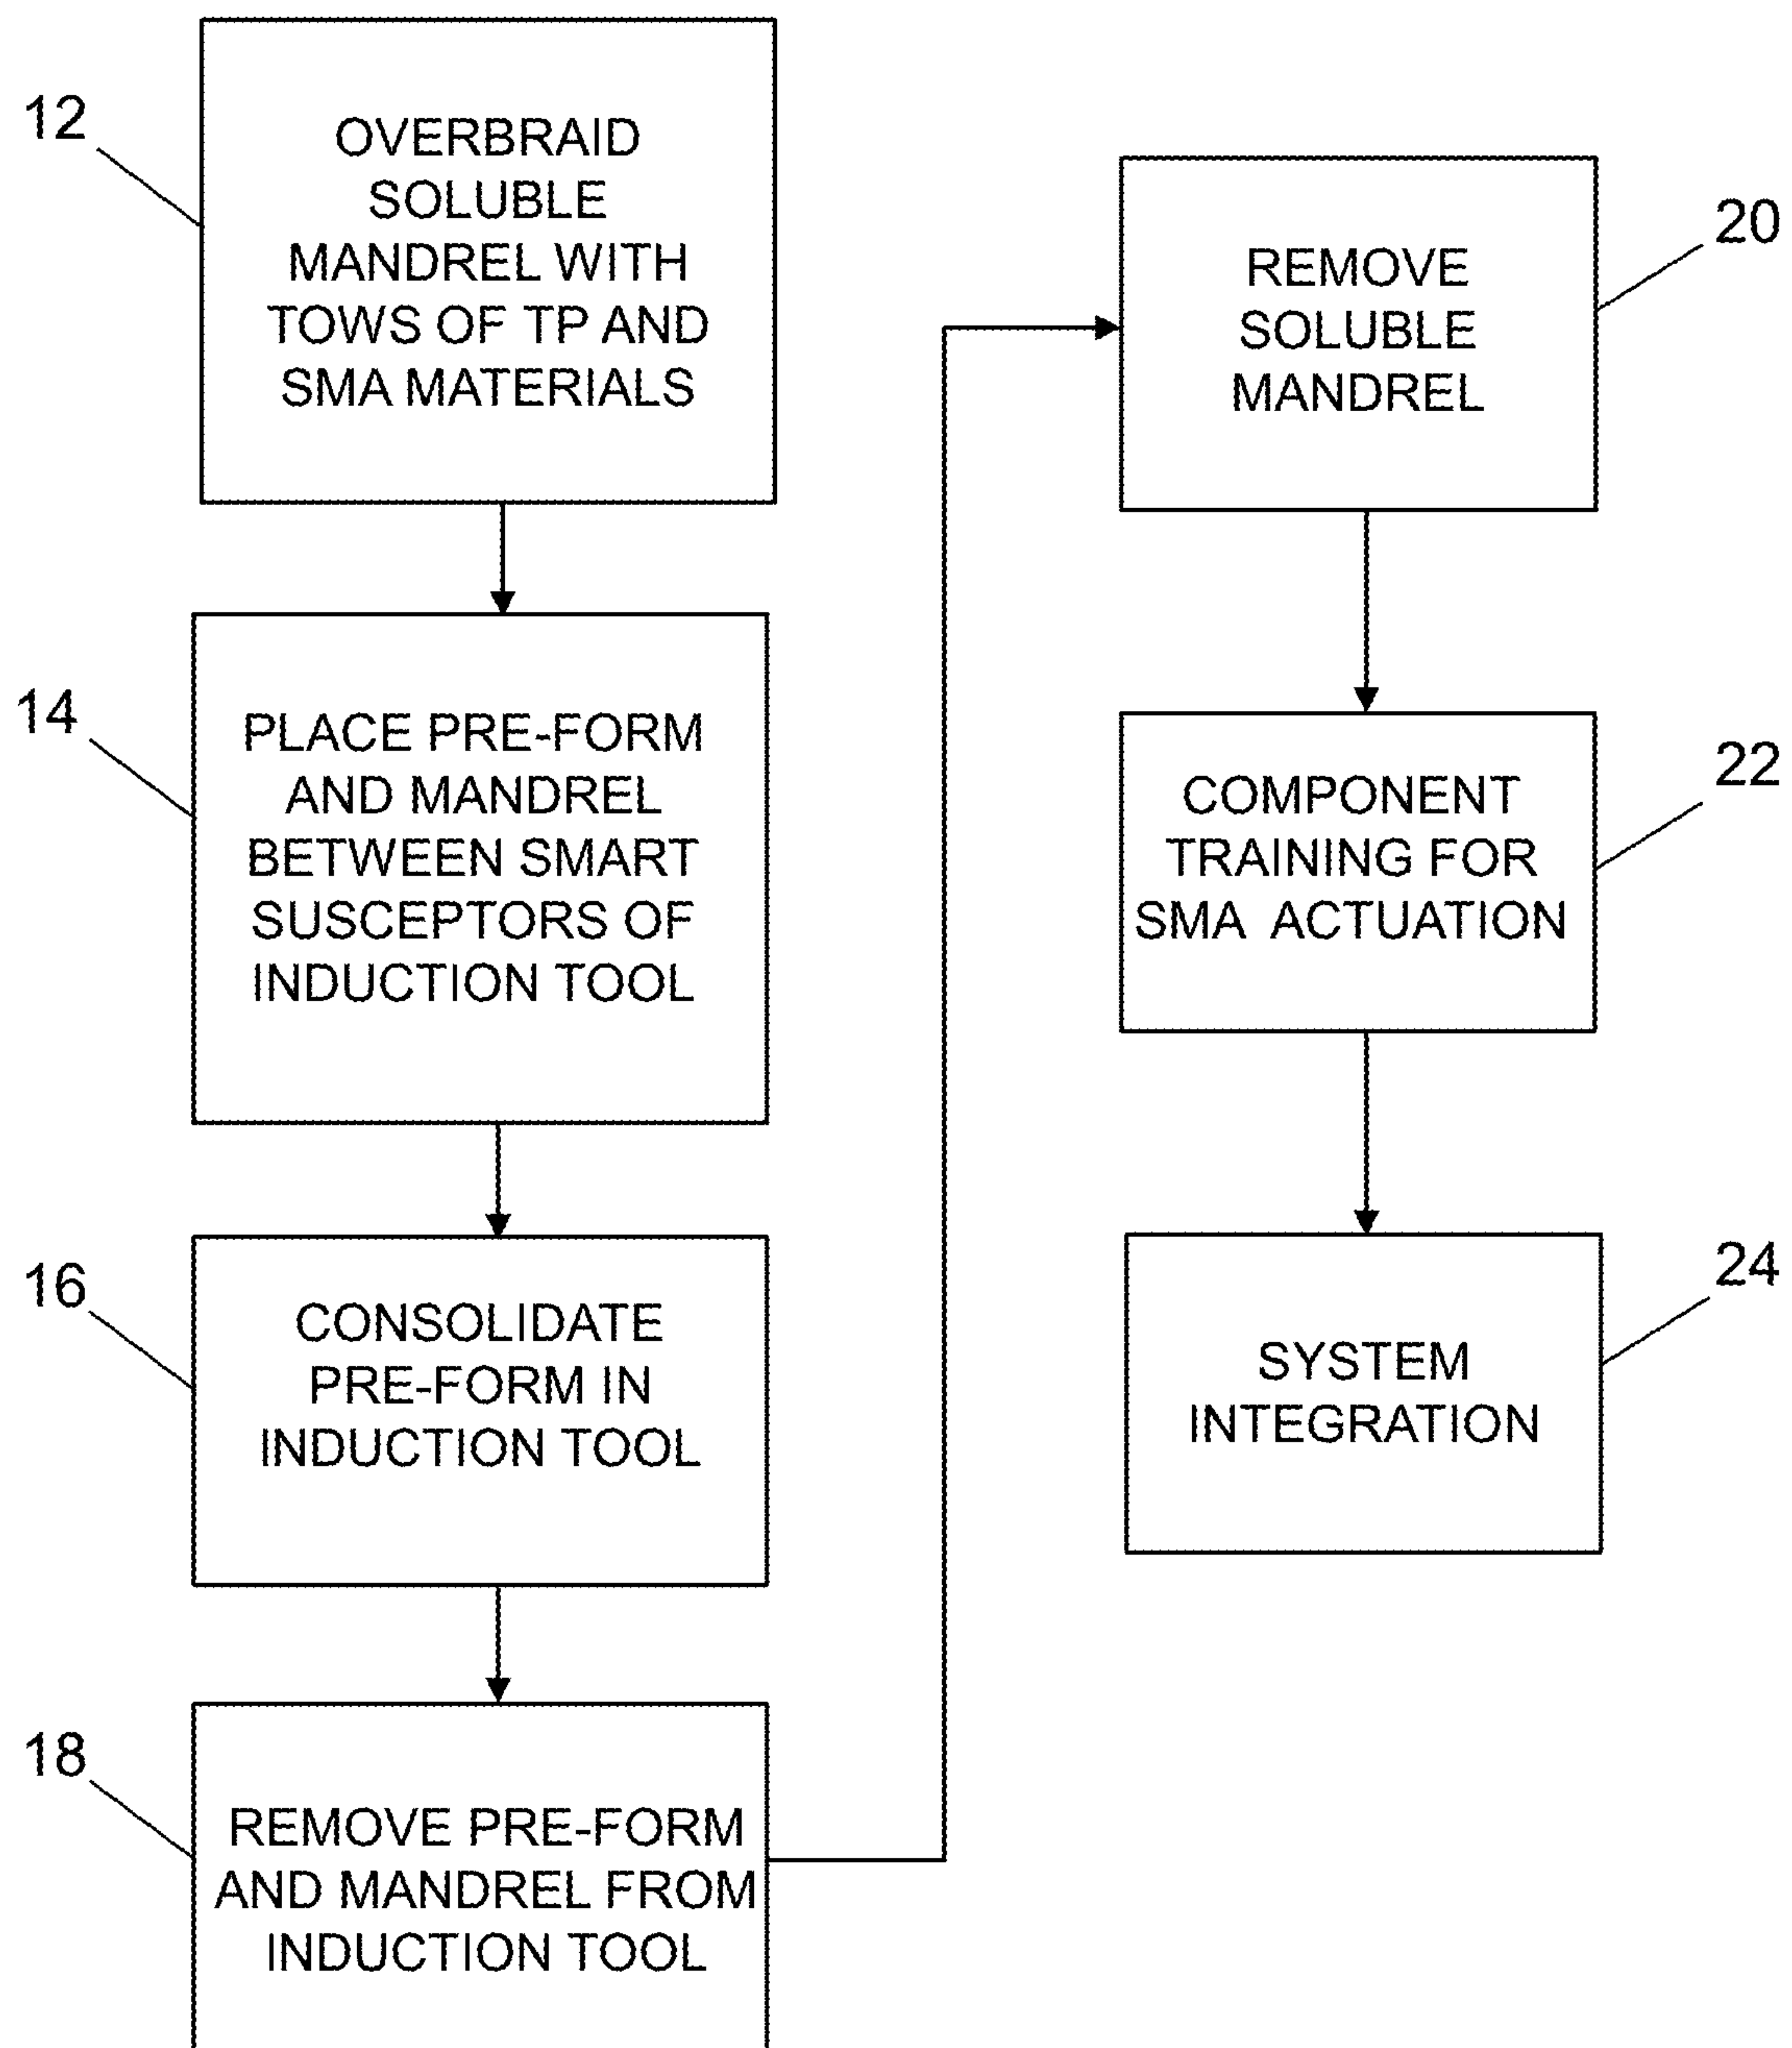 12
OVERBRAID
SOLUBLE
MANDREL WITH
TOWS OF TP AND
SMA MATERIALS
14
PLACE PRE-FORM
AND MANDREL
BETWEEN SMART
SUSCEPTORS OF
INDUCTION TOOL
16
CONSOLIDATE
PRE-FORM IN
INDUCTION TOOL
18
REMOVE PRE-FORM
AND MANDREL FROM
INDUCTION TOOL
20
REMOVE
SOLUBLE
MANDREL
22
COMPONENT
TRAINING FOR
SMA ACTUATION
24
SYSTEM
INTEGRATION